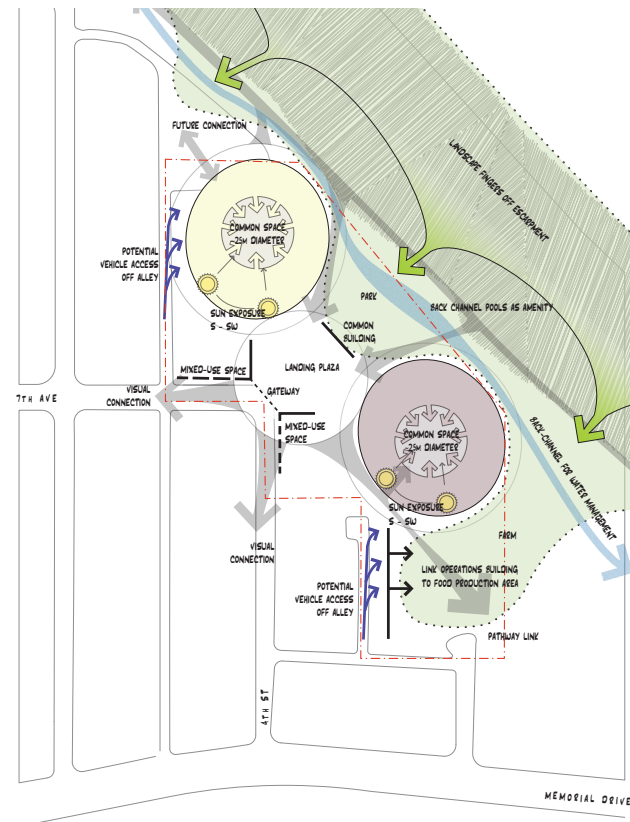 FUTURE CONNECTION
LANDSCAPE FINGERS OFF ESCARPMENT
COMMON SPACE
~25M DIAMETER
POTENTIAL
VEHICLE ACCESS
OFF ALLEY
PARK
BACK CHANNEL POOLS AS AMENITY
SUN EXPOSURE
S - SW
COMMON
BUILDING
LANDING PLAZA
MIXED-USE SPACE
GATEWAY
7TH AVE
VISUAL
CONNECTION
MIXED-USE
SPACE
COMMON SPACE
~25M DIAMETER
BACK-CHANNEL FOR WATER MANAGEMENT
SUN EXPOSURE
S - SW
FARM
VISUAL
CONNECTION
LINK OPERATIONS BUILDING
TO FOOD PRODUCTION AREA
POTENTIAL
VEHICLE ACCESS
OFF ALLEY
PATHWAY LINK
4TH ST
MEMORIAL DRIVE